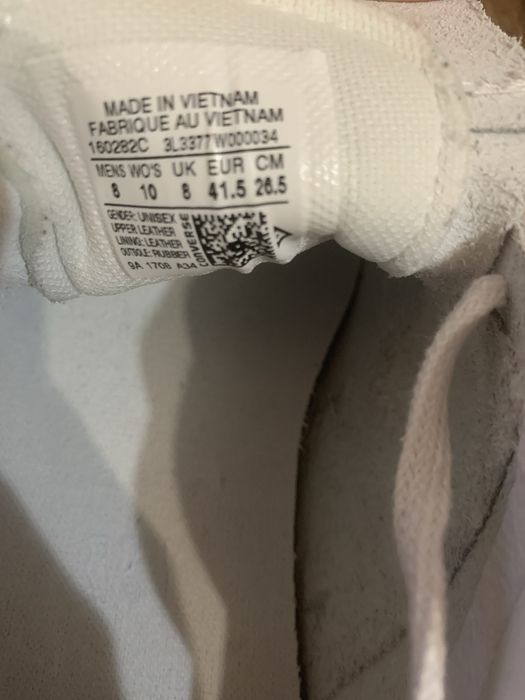 MADE IN VIETNAM
FABRIQUE AU VIETNAM
160282C 3L3377W000034
MENS WO'S UK EUR CM
8 10 8 41.5 26.5
GENDER: UNISEX
UPPER: LEATHER
LINING: LEATHER
OUTSOLE: RUBBER
9A 1708 A34
CONVERSE